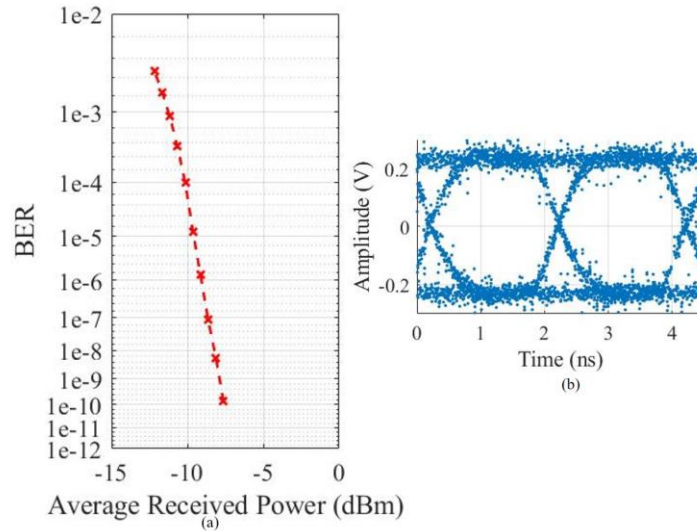 1e-2
1e-3
1e-4
1e-5
1e-6
1e-7
1e-8
1e-9
1e-10
1e-11
1e-12
BER
-15 -10 -5 0
Average Received Power (dBm)
(a)
0.2
0
-0.2
Amplitude (V)
0 1 2 3 4
Time (ns)
(b)